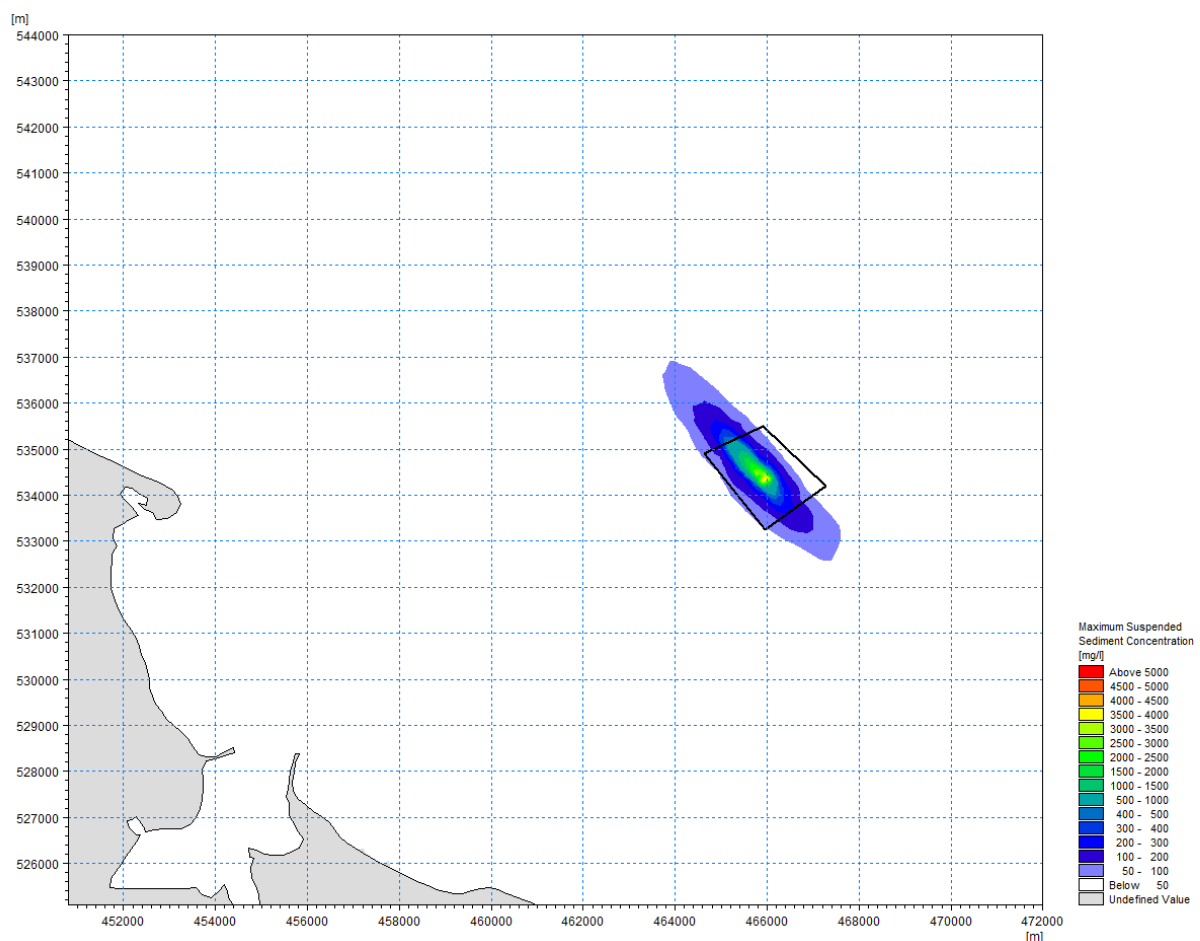 [m]
544000
543000
542000
541000
540000
539000
538000
537000
536000
535000
534000
533000
532000
531000
530000
529000
528000
527000
526000
452000 454000 456000 458000 460000 462000 464000 466000 468000 470000 472000
[m]
Maximum Suspended
Sediment Concentration
[mg/l]
Above 5000
4500 - 5000
4000 - 4500
3500 - 4000
3000 - 3500
2500 - 3000
2000 - 2500
1500 - 2000
1000 - 1500
500 - 1000
400 - 500
300 - 400
200 - 300
100 - 200
50 - 100
Below 50
Undefined Value